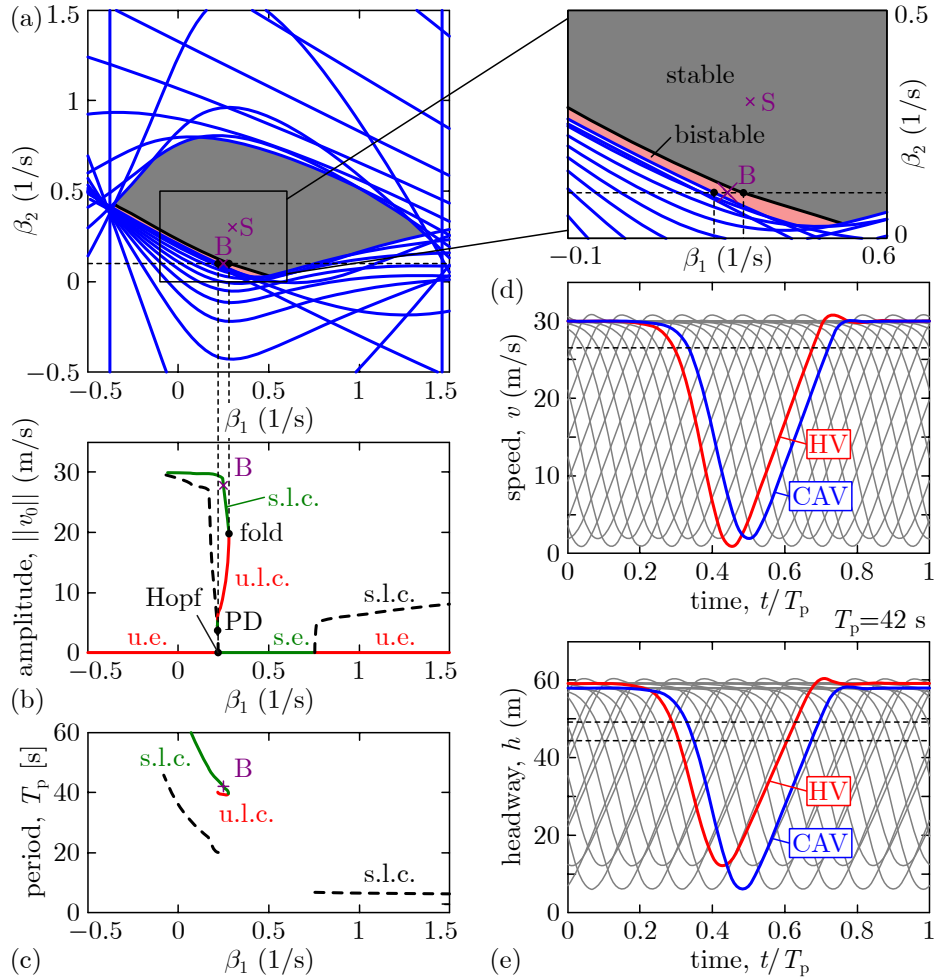 (a)
1.5
1
0.5
0
−0.5
β₂ (1/s)
S
B
−0.5 0 0.5 1 1.5
β₁ (1/s)
0.5
0
β₂ (1/s)
stable
S
bistable
B
−0.1 β₁ (1/s) 0.6
(b)
amplitude, ||v₀|| (m/s)
30
20
10
0
B
s.l.c.
fold
u.l.c.
Hopf
PD
s.l.c.
u.e. s.e. u.e.
−0.5 0 0.5 1 1.5
β₁ (1/s)
(c)
period, Tₚ [s]
60
40
20
0
s.l.c.
B
u.l.c.
s.l.c.
−0.5 0 0.5 1 1.5
β₁ (1/s)
(d)
speed, v (m/s)
30
20
10
0
HV
CAV
0 0.2 0.4 0.6 0.8 1
time, t/Tₚ
Tₚ=42 s
(e)
headway, h (m)
60
40
20
0
HV
CAV
0 0.2 0.4 0.6 0.8 1
time, t/Tₚ